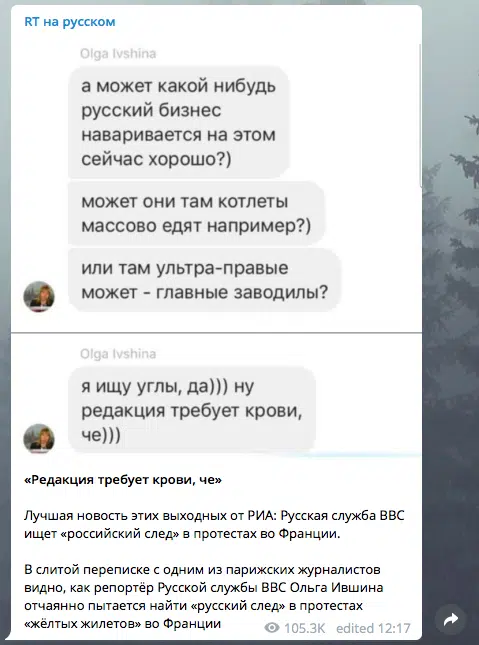 RT на русском
Olga Ivshina
а может какой нибудь
русский бизнес
наваривается на этом
сейчас хорошо?)
может они там котлеты
массово едят например?)
или там ультра-правые
может - главные заводилы?
Olga Ivshina
я ищу углы, да))) ну
редакция требует крови,
че)))
«Редакция требует крови, че»
Лучшая новость этих выходных от РИА: Русская служба BBC
ищет «российский след» в протестах во Франции.
В слитой переписке с одним из парижских журналистов
видно, как репортёр Русской службы BBC Ольга Ившина
отчаянно пытается найти «русский след» в протестах
«жёлтых жилетов» во Франции
105.3K edited 12:17